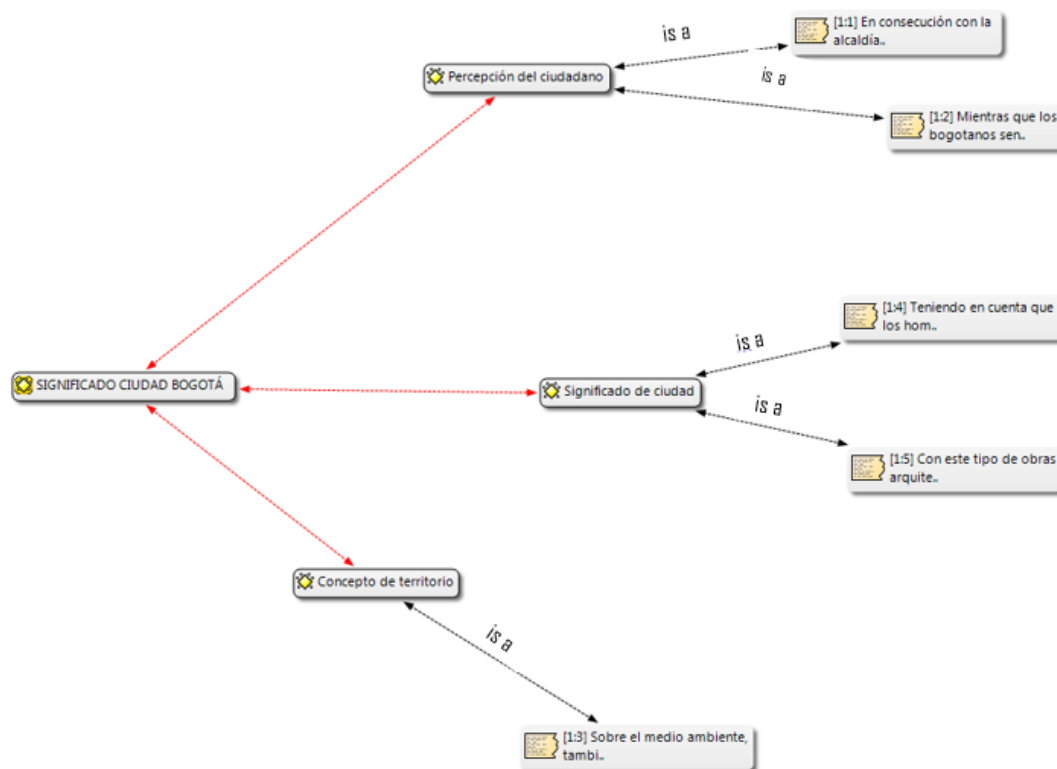 is a
[1:1] En consecución con la
alcaldía..
Percepción del ciudadano
is a
[1:2] Mientras que los
bogotanos sen..
[1:4] Teniendo en cuenta que
los hom..
is a
SIGNIFICADO CIUDAD BOGOTÁ
Significado de ciudad
is a
[1:5] Con este tipo de obras
arquite..
Concepto de territorio
is a
[1:3] Sobre el medio ambiente,
tambi..